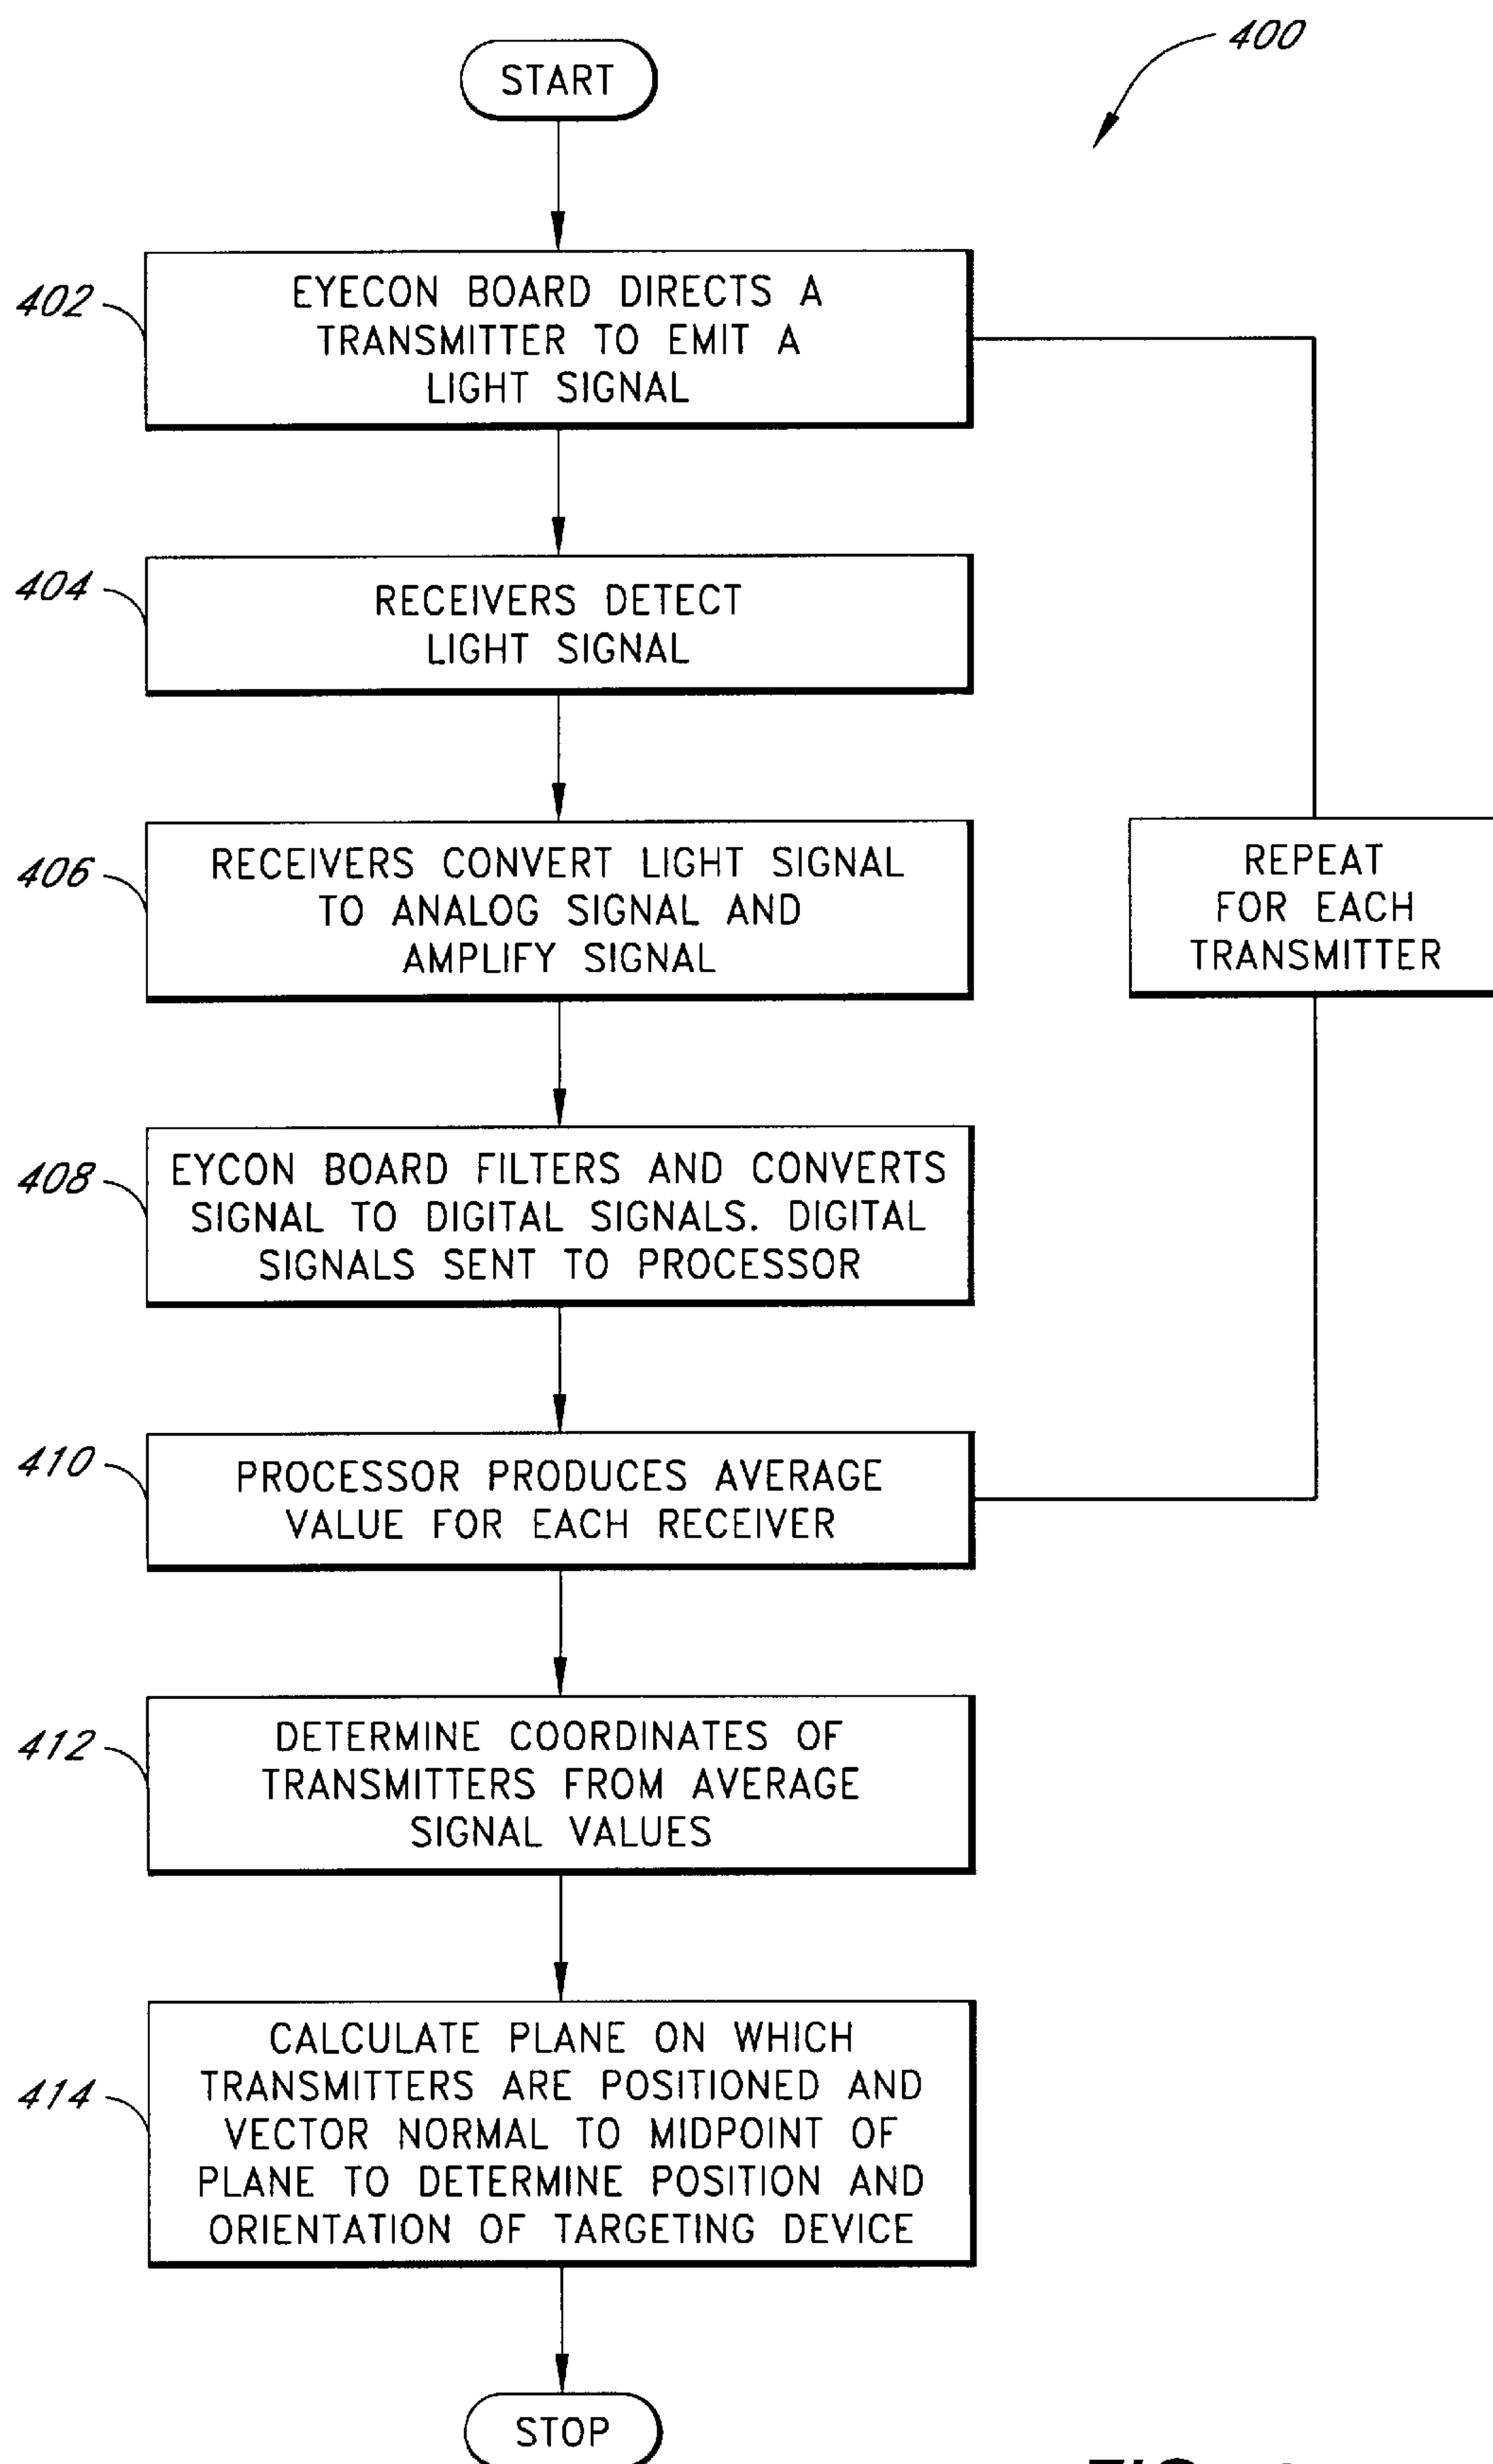 400
START
402
EYECON BOARD DIRECTS A
TRANSMITTER TO EMIT A
LIGHT SIGNAL
404
RECEIVERS DETECT
LIGHT SIGNAL
406
RECEIVERS CONVERT LIGHT SIGNAL
TO ANALOG SIGNAL AND
AMPLIFY SIGNAL
REPEAT
FOR EACH
TRANSMITTER
408
EYCON BOARD FILTERS AND CONVERTS
SIGNAL TO DIGITAL SIGNALS. DIGITAL
SIGNALS SENT TO PROCESSOR
410
PROCESSOR PRODUCES AVERAGE
VALUE FOR EACH RECEIVER
412
DETERMINE COORDINATES OF
TRANSMITTERS FROM AVERAGE
SIGNAL VALUES
414
CALCULATE PLANE ON WHICH
TRANSMITTERS ARE POSITIONED AND
VECTOR NORMAL TO MIDPOINT OF
PLANE TO DETERMINE POSITION AND
ORIENTATION OF TARGETING DEVICE
STOP